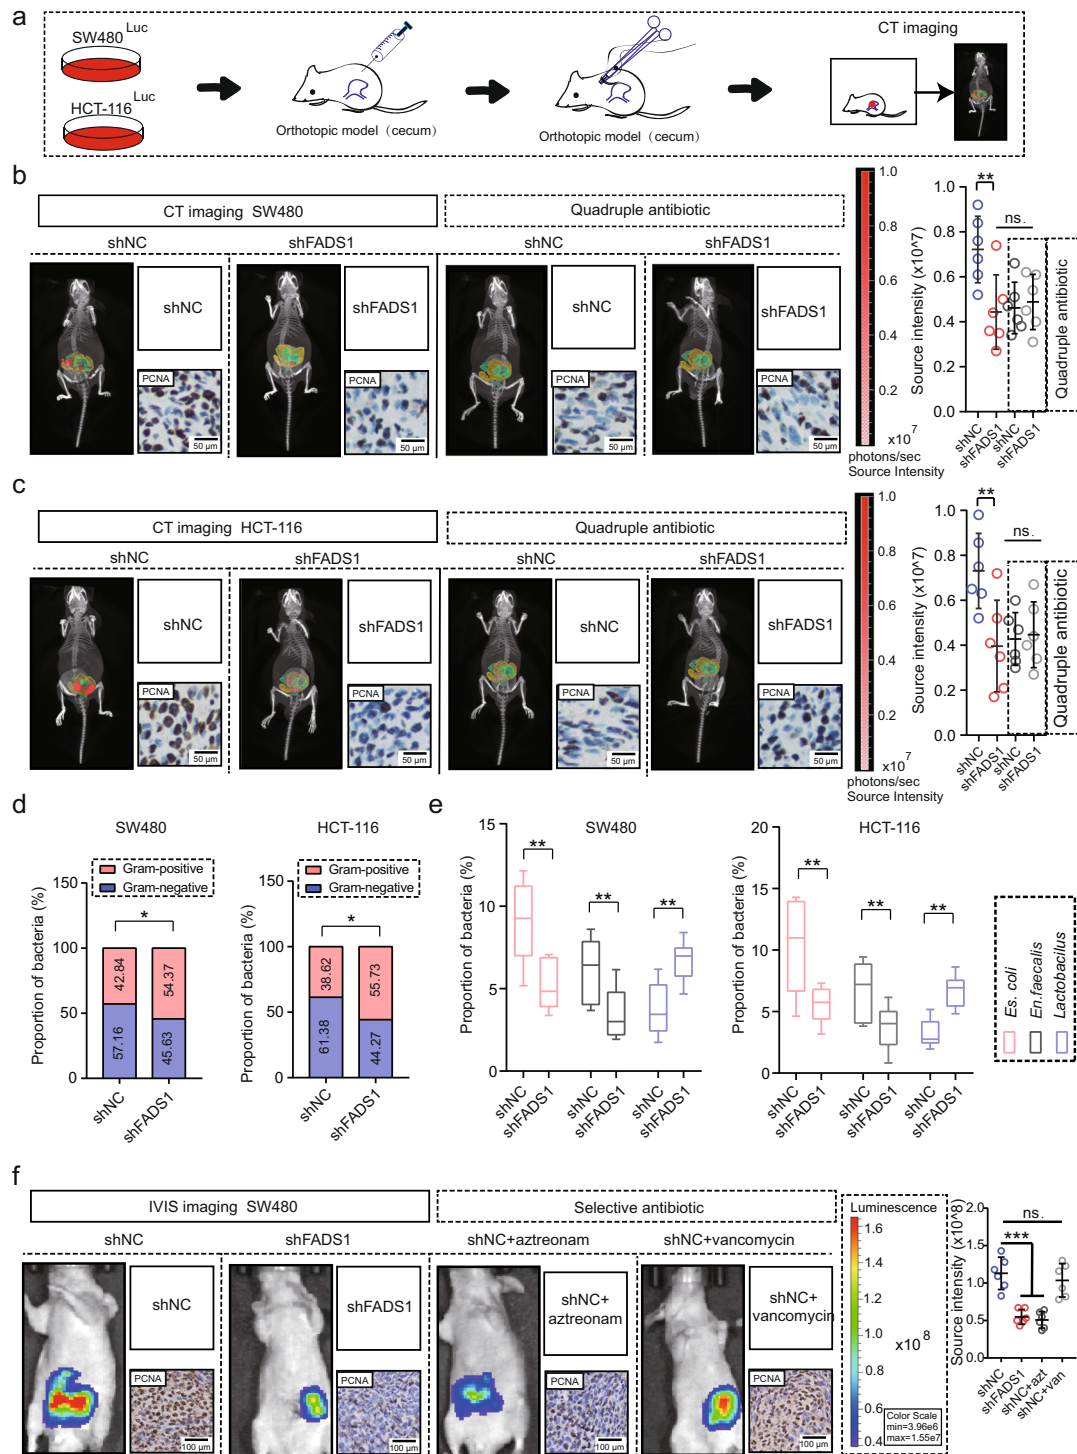 a
SW480 Luc
HCT-116 Luc
Orthotopic model (cecum)
Orthotopic model (cecum)
CT imaging
b
CT imaging SW480
Quadruple antibiotic
shNC
shFADS1
shNC
shFADS1
shNC
shFADS1
shNC
shFADS1
PCNA
50 µm
PCNA
50 µm
PCNA
50 µm
PCNA
50 µm
1.0
0.8
0.6
0.4
0.2
x10^7
photons/sec
Source Intensity
Source intensity (x10^7)
1.0
0.8
0.6
0.4
0.2
0.0
**
ns.
Quadruple antibiotic
shNC
shFADS1
shNC
shFADS1
c
CT imaging HCT-116
Quadruple antibiotic
shNC
shFADS1
shNC
shFADS1
shNC
shFADS1
shNC
shFADS1
PCNA
50 µm
PCNA
50 µm
PCNA
50 µm
PCNA
50 µm
1.0
0.8
0.6
0.4
0.2
x10^7
photons/sec
Source Intensity
Source intensity (x10^7)
1.0
0.8
0.6
0.4
0.2
0.0
**
ns.
Quadruple antibiotic
shNC
shFADS1
shNC
shFADS1
d
SW480
Gram-positive
Gram-negative
Proportion of bacteria (%)
100
50
0
*
42.84
54.37
57.16
45.63
shNC
shFADS1
HCT-116
Gram-positive
Gram-negative
Proportion of bacteria (%)
100
50
0
*
38.62
55.73
61.38
44.27
shNC
shFADS1
e
SW480
Proportion of bacteria (%)
15
10
5
0
**
**
**
shNC
shFADS1
shNC
shFADS1
shNC
shFADS1
HCT-116
Proportion of bacteria (%)
20
15
10
5
0
**
**
**
shNC
shFADS1
shNC
shFADS1
shNC
shFADS1
Es. coli
En.faecalis
Lactobacilus
f
IVIS imaging SW480
Selective antibiotic
shNC
shFADS1
shNC+aztreonam
shNC+vancomycin
shNC
shFADS1
shNC+
aztreonam
shNC+
vancomycin
PCNA
100 µm
PCNA
100 µm
PCNA
100 µm
PCNA
100 µm
Luminescence
1.6
1.4
1.2
1.0
0.8
0.6
0.4
x10^8
Color Scale
min=3.96e6
max=1.55e7
Source intensity (x10^8)
2.0
1.5
1.0
0.5
0.0
ns.
***
shNC
shFADS1
shNC+azt
shNC+van